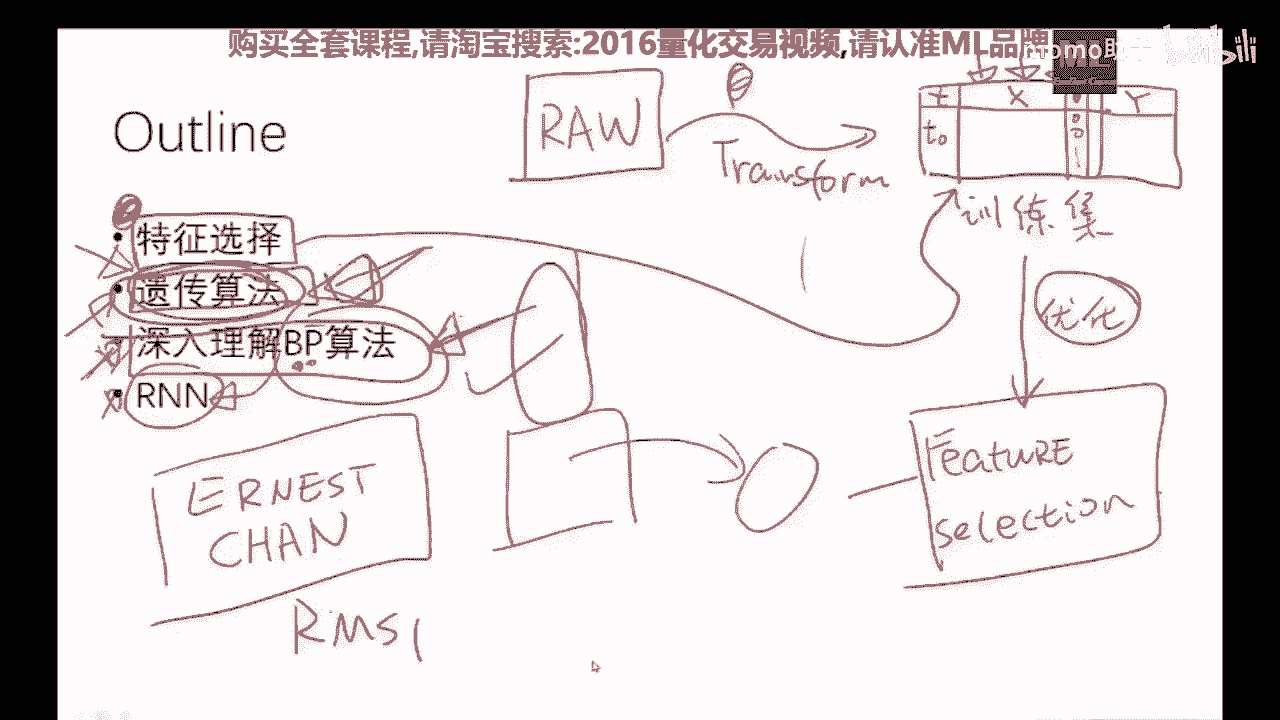 购买全套课程,请淘宝搜索:2016量化交易视频,请认准ML品牌
bilibili
Outline
RAW
Transform
t X Y
t0
训练集
• 特征选择
• 遗传算法
• 深入理解BP算法
• RNN
优化
Feature
selection
ERNEST
CHAN
RMS